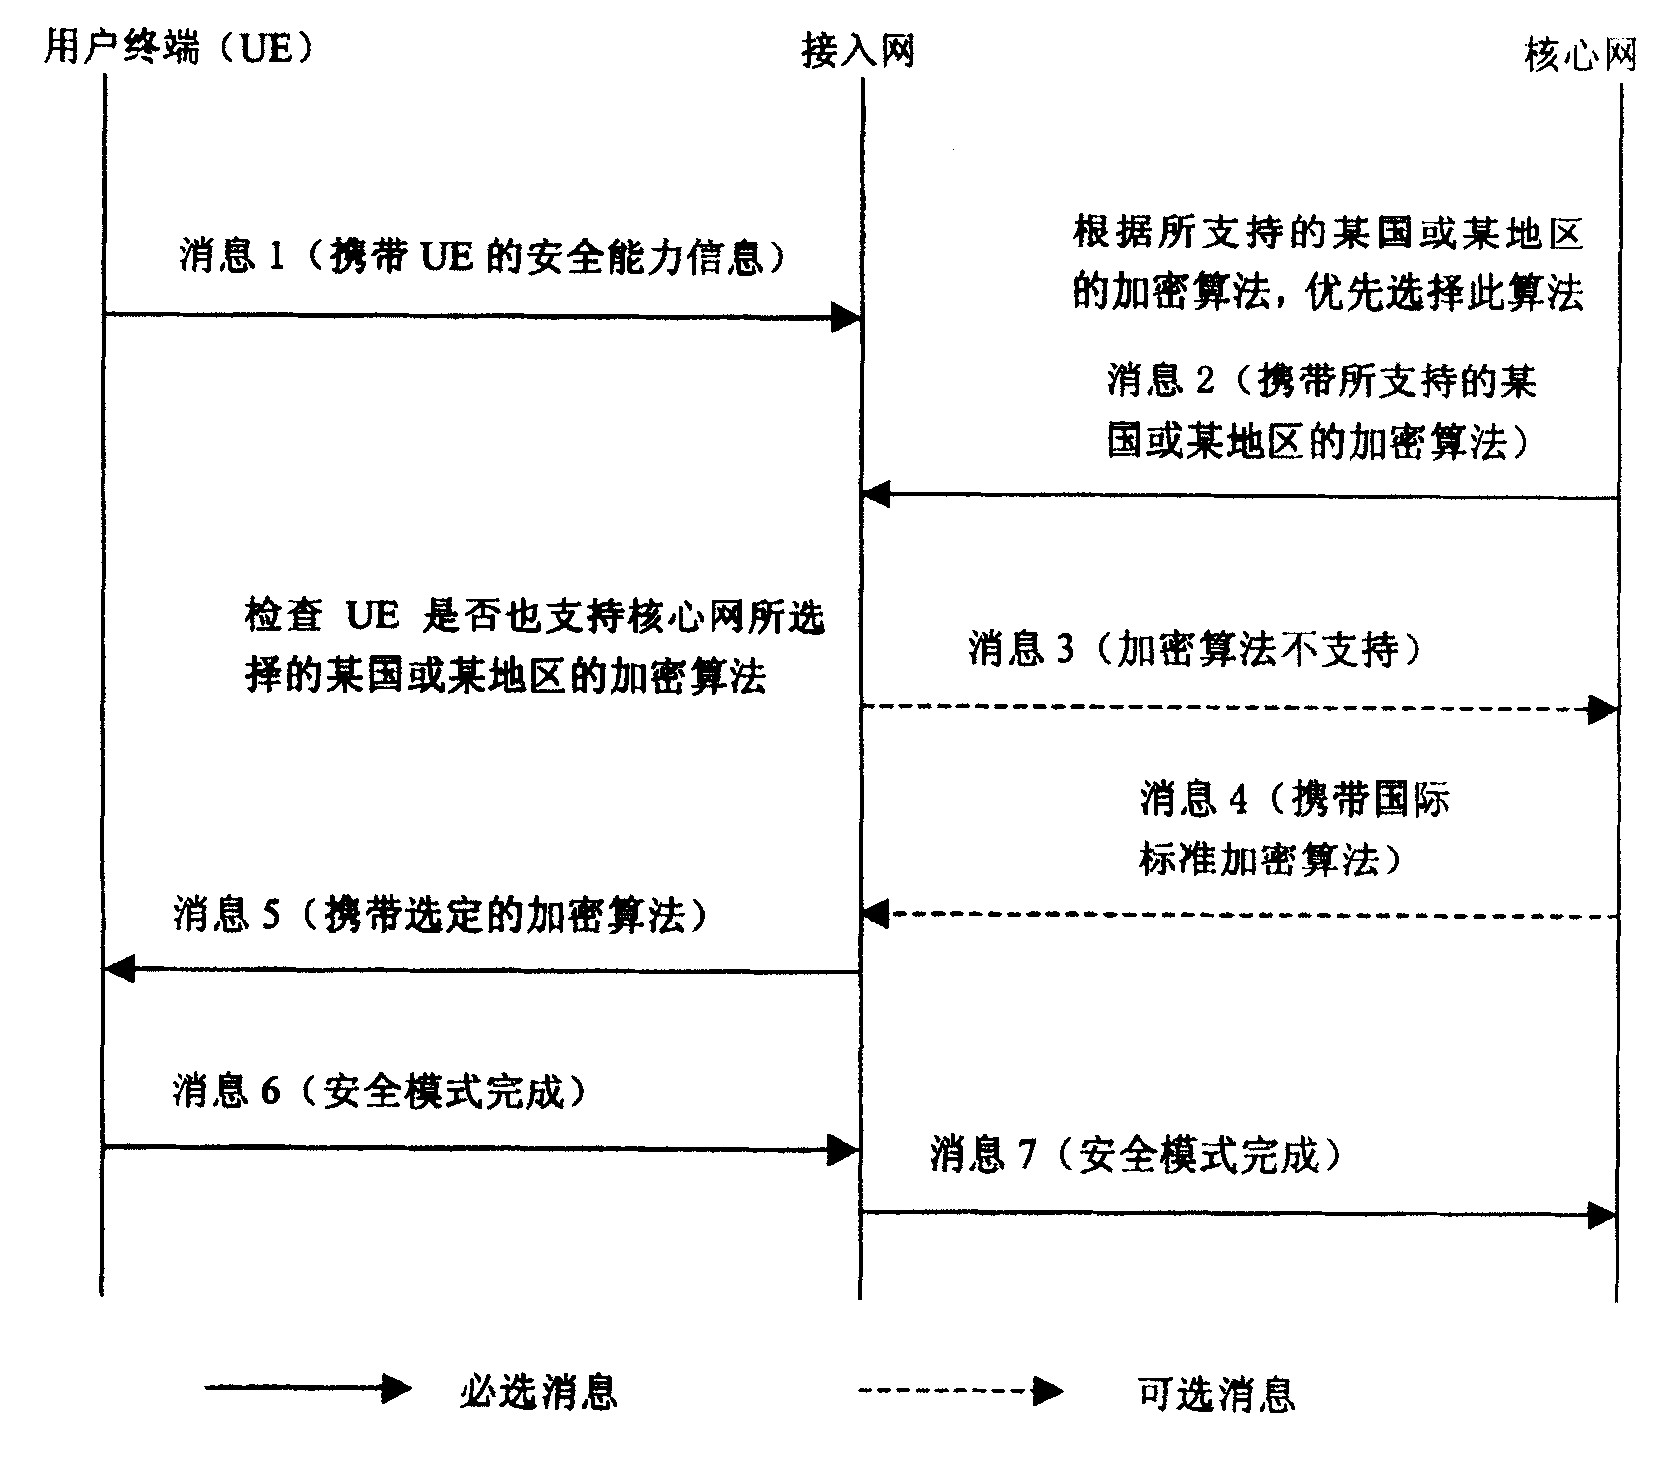 用户终端（UE）
接入网
核心网
消息 1（携带 UE 的安全能力信息）
根据所支持的某国或某地区
的加密算法，优先选择此算法
消息 2（携带所支持的某
国或某地区的加密算法）
检查 UE 是否也支持核心网所选
择的某国或某地区的加密算法
消息 3（加密算法不支持）
消息 4（携带国际
标准加密算法）
消息 5（携带选定的加密算法）
消息 6（安全模式完成）
消息 7（安全模式完成）
必选消息
可选消息